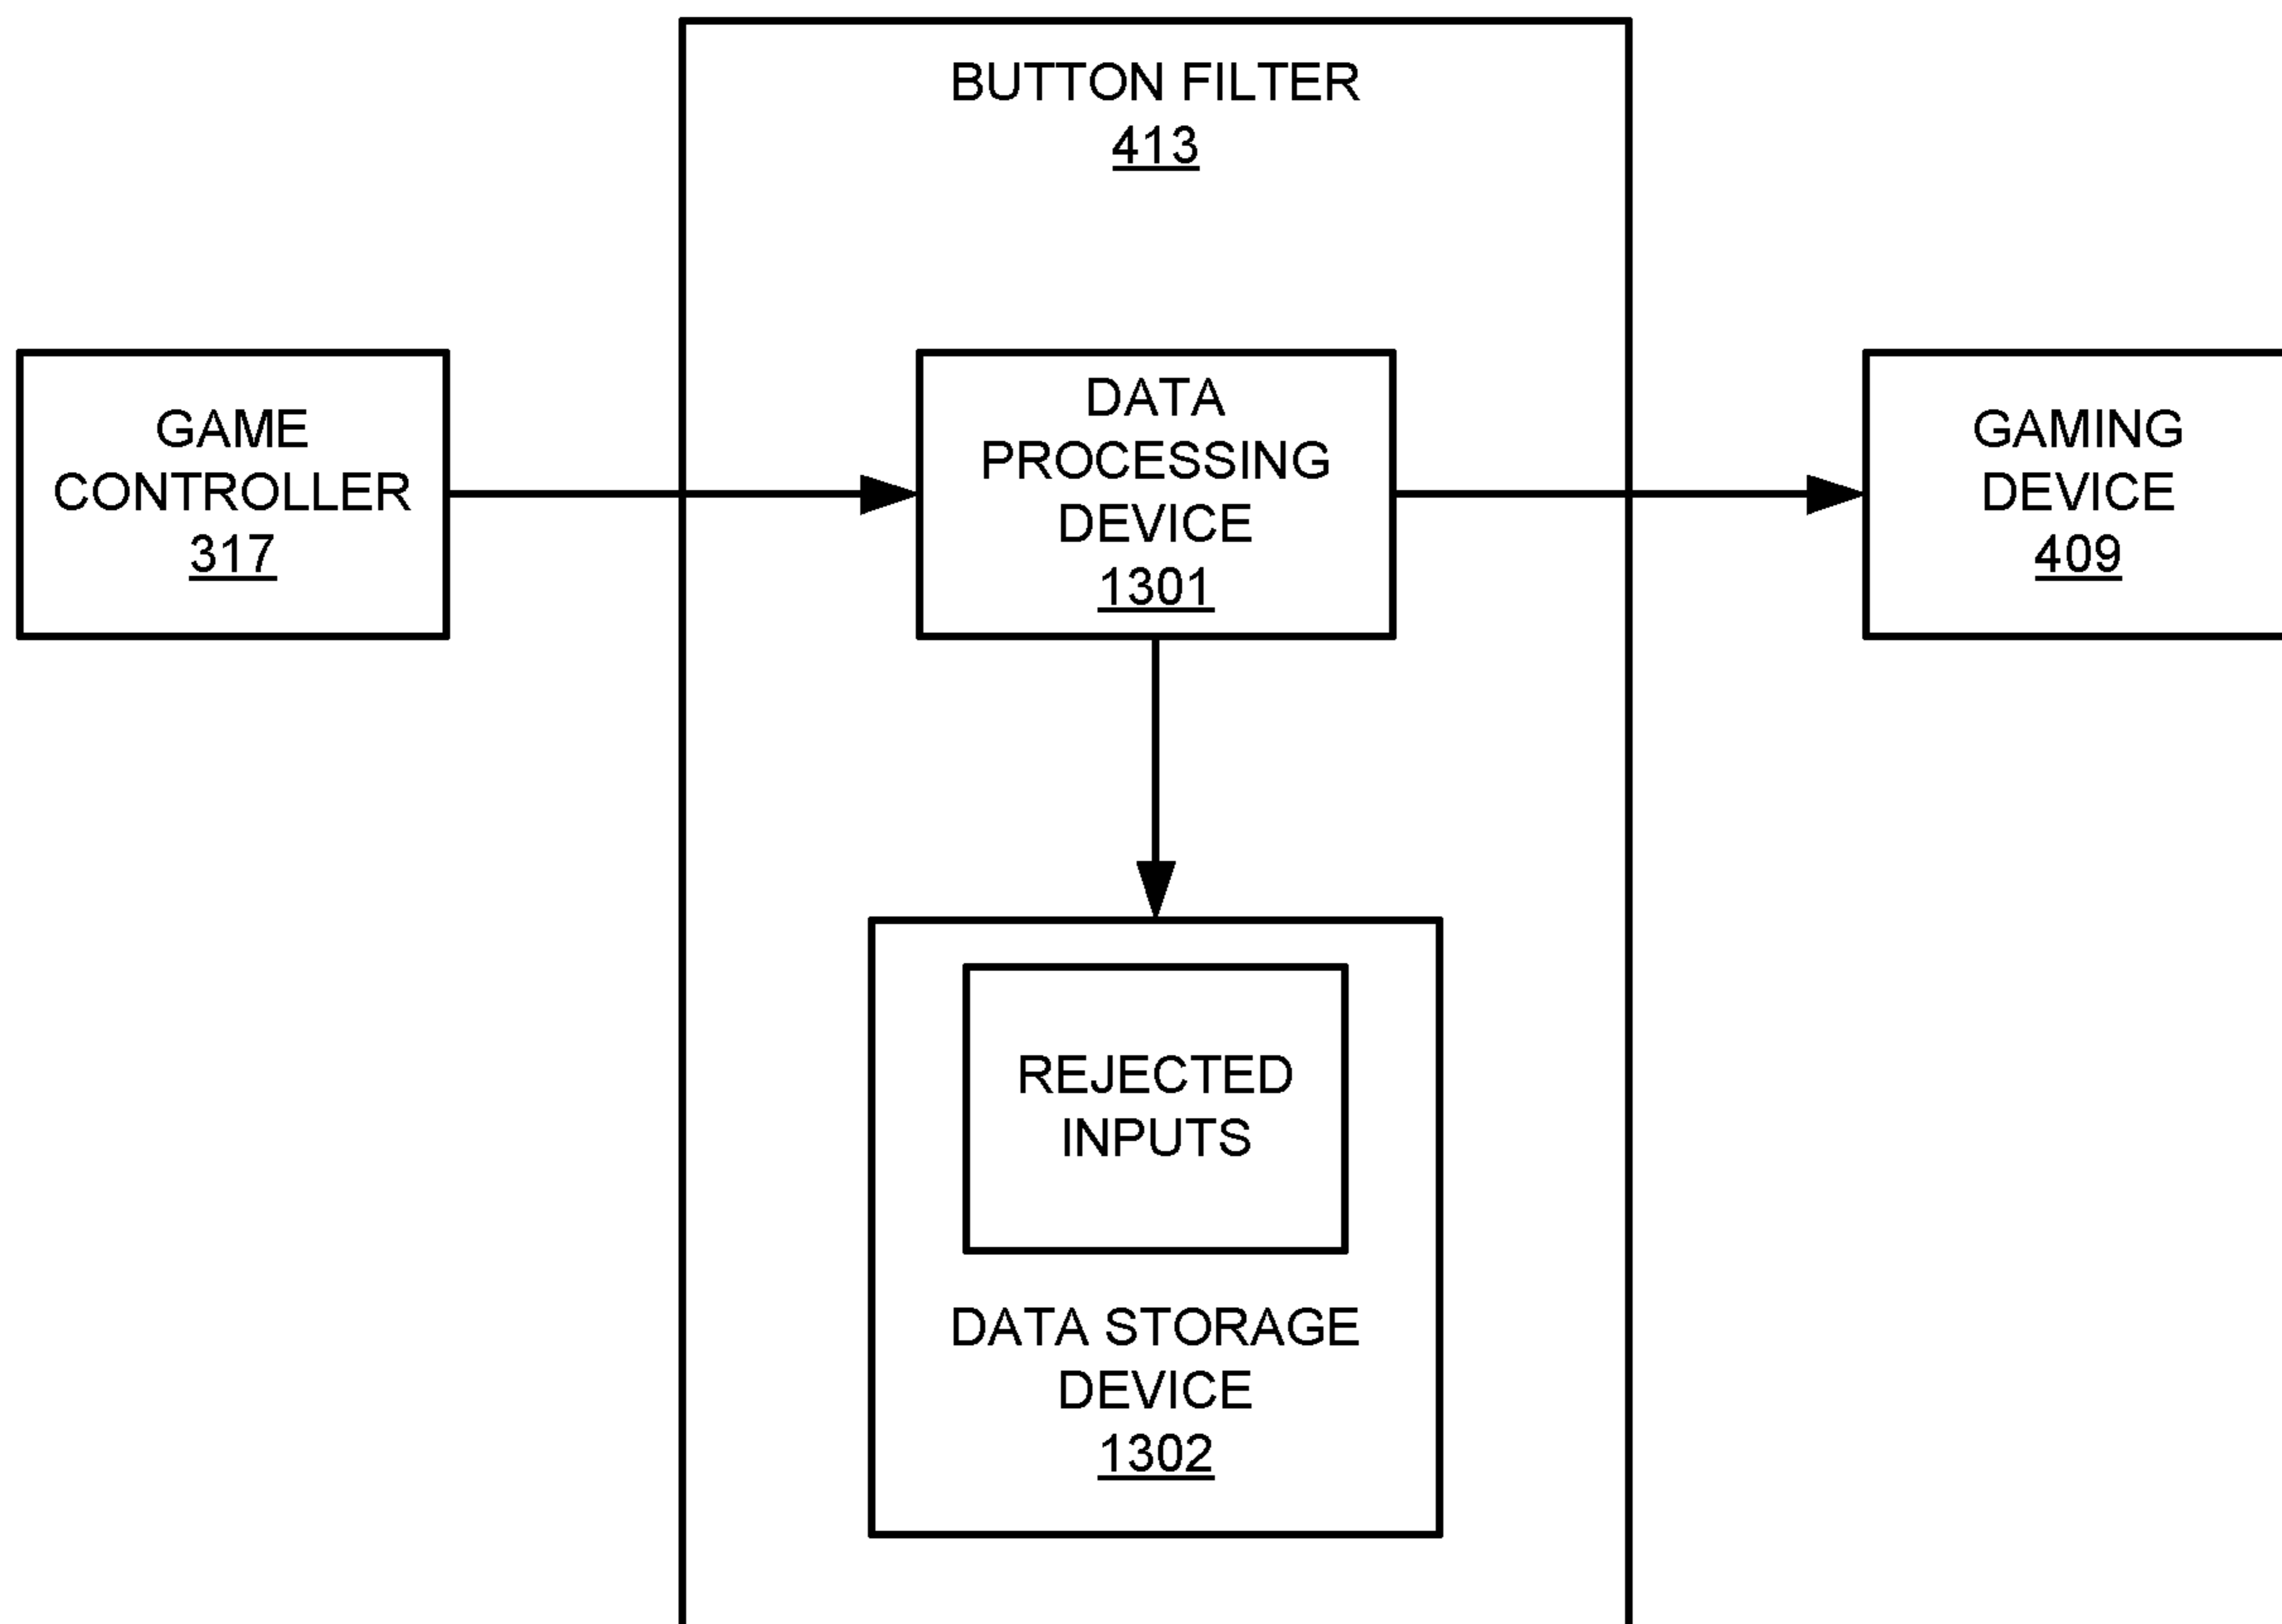 BUTTON FILTER
413
GAME
CONTROLLER
317
DATA
PROCESSING
DEVICE
1301
GAMING
DEVICE
409
REJECTED
INPUTS
DATA STORAGE
DEVICE
1302